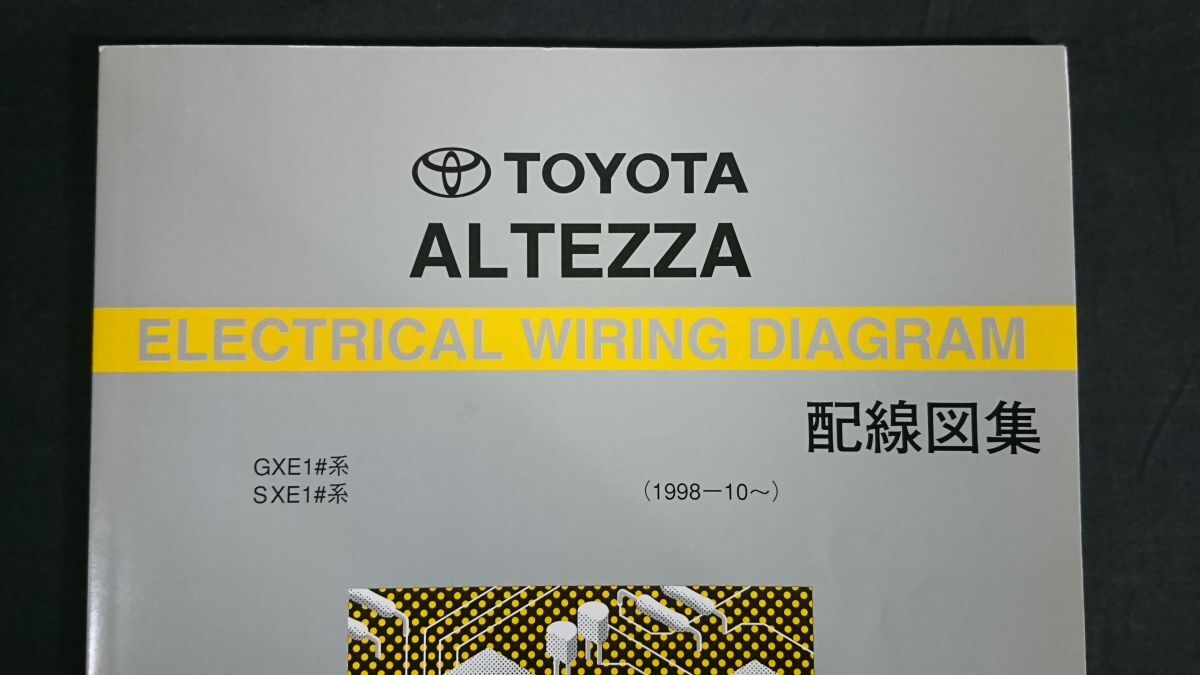 TOYOTA
ALTEZZA
ELECTRICAL WIRING DIAGRAM
配線図集
GXE1#系
SXE1#系
(1998－10～)